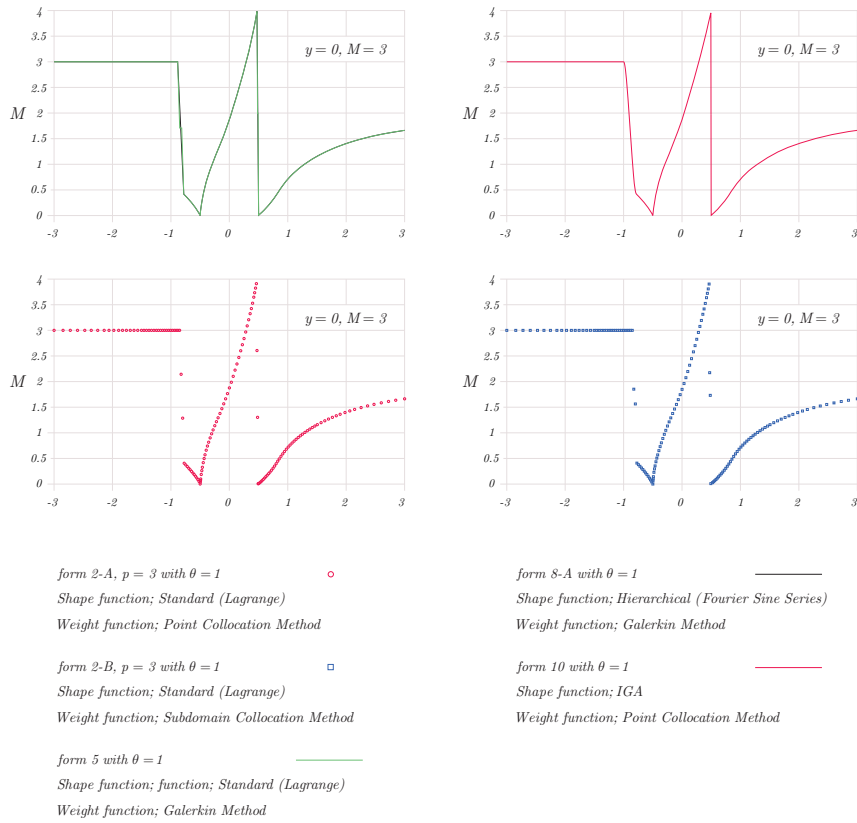 4
3.5
y = 0, M = 3
3
2.5
M
2
1.5
1
0.5
0
-3 -2 -1 0 1 2 3
4
3.5
y = 0, M = 3
3
2.5
M
2
1.5
1
0.5
0
-3 -2 -1 0 1 2 3
4
3.5
y = 0, M = 3
3
2.5
M
2
1.5
1
0.5
0
-3 -2 -1 0 1 2 3
4
3.5
y = 0, M = 3
3
2.5
M
2
1.5
1
0.5
0
-3 -2 -1 0 1 2 3
form 2-A, p = 3 with θ = 1
Shape function; Standard (Lagrange)
Weight function; Point Collocation Method
form 2-B, p = 3 with θ = 1
Shape function; Standard (Lagrange)
Weight function; Subdomain Collocation Method
form 5 with θ = 1
Shape function; function; Standard (Lagrange)
Weight function; Galerkin Method
form 8-A with θ = 1
Shape function; Hierarchical (Fourier Sine Series)
Weight function; Galerkin Method
form 10 with θ = 1
Shape function; IGA
Weight function; Point Collocation Method